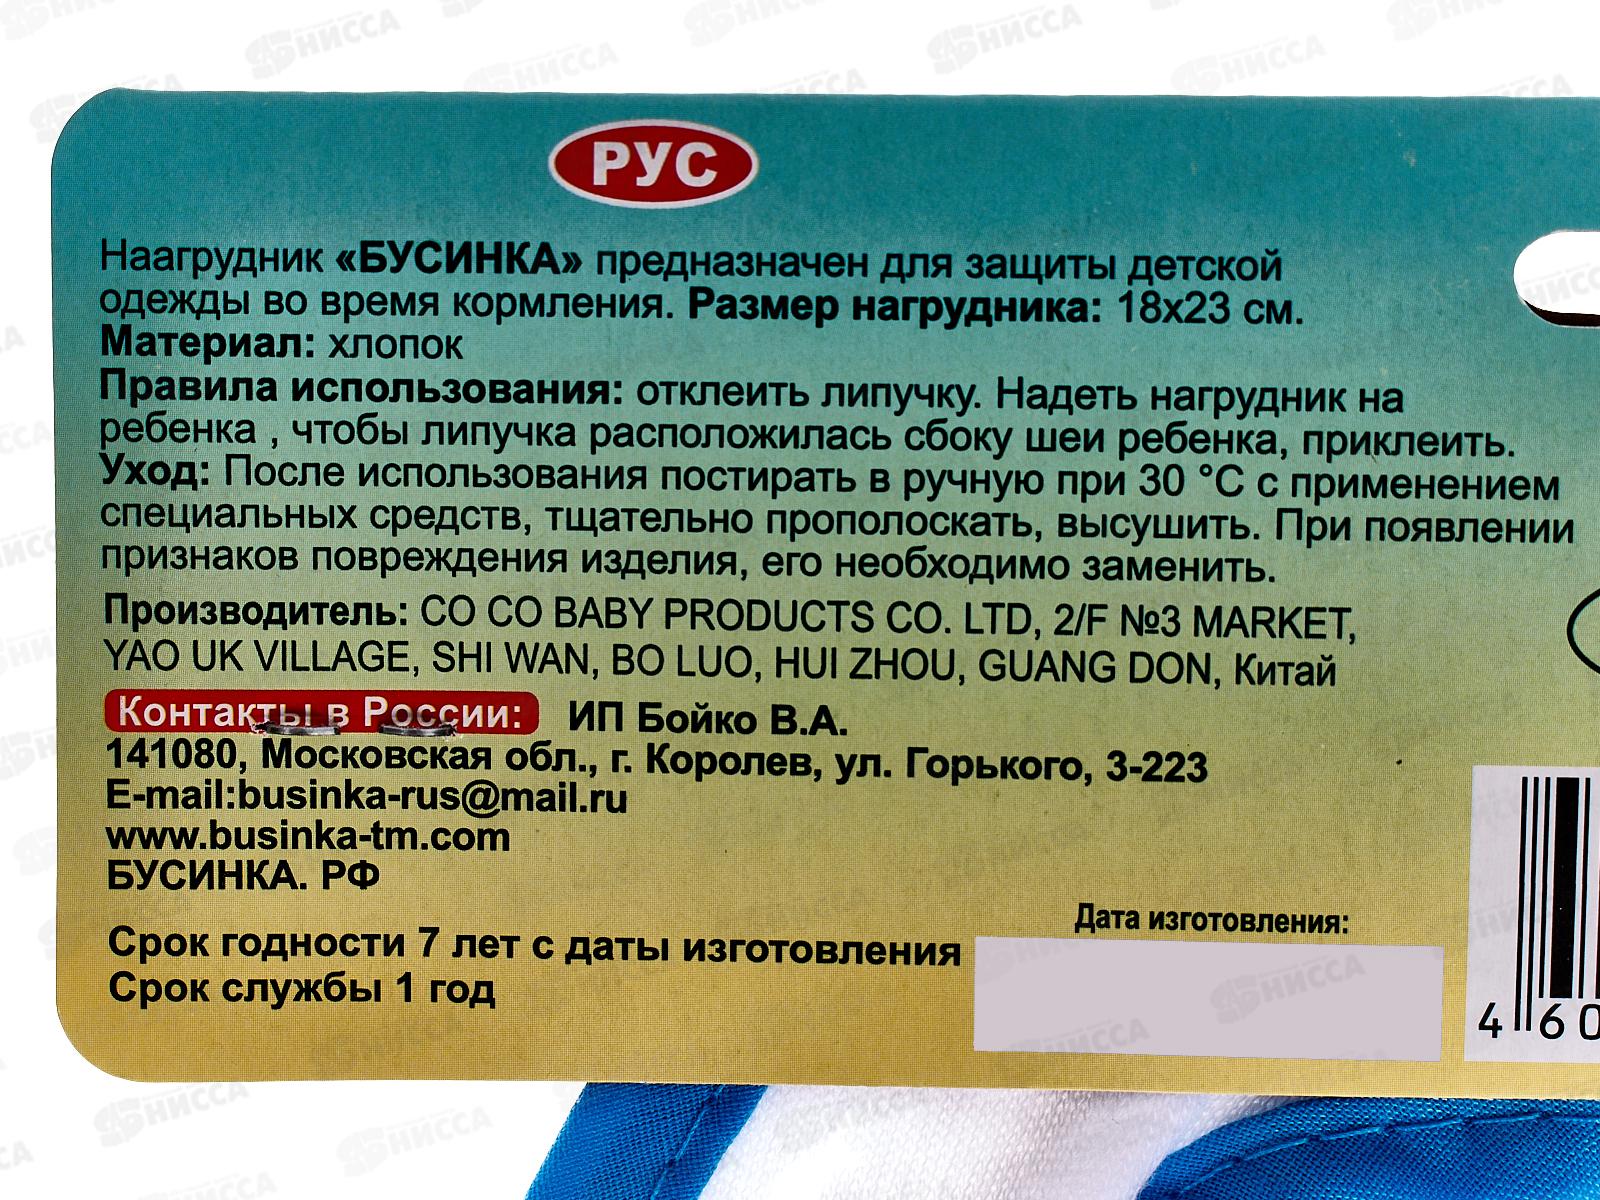 РУС
Наагрудник «БУСИНКА» предназначен для защиты детской
одежды во время кормления. Размер нагрудника: 18х23 см.
Материал: хлопок
Правила использования: отклеить липучку. Надеть нагрудник на
ребенка , чтобы липучка расположилась сбоку шеи ребенка, приклеить.
Уход: После использования постирать в ручную при 30 °С с применением
специальных средств, тщательно прополоскать, высушить. При появлении
признаков повреждения изделия, его необходимо заменить.
Производитель: CO CO BABY PRODUCTS CO. LTD, 2/F №3 MARKET,
YAO UK VILLAGE, SHI WAN, BO LUO, HUI ZHOU, GUANG DON, Китай
Контакты в России: ИП Бойко В.А.
141080, Московская обл., г. Королев, ул. Горького, 3-223
E-mail:businka-rus@mail.ru
www.businka-tm.com
БУСИНКА. РФ
Дата изготовления:
Срок годности 7 лет с даты изготовления
Срок службы 1 год
4 60